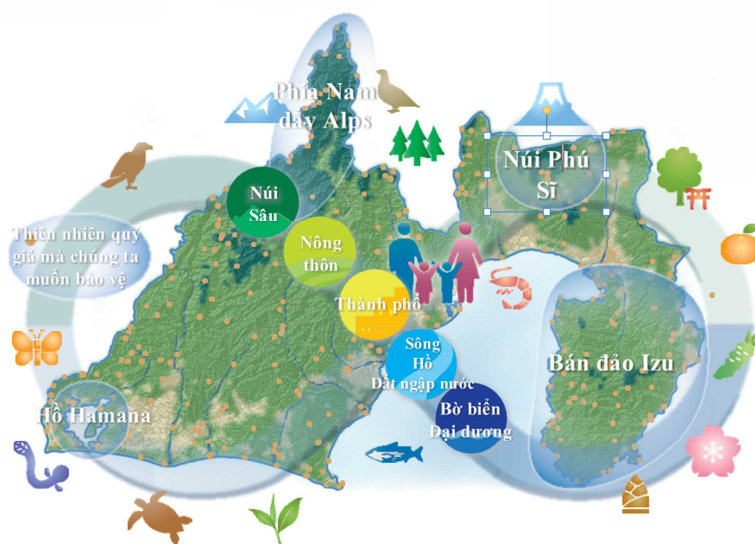 Phía Nam
dãy Alps
Núi Phú
Sĩ
Núi
Sâu
Thiên nhiên quý
giá mà chúng ta
muốn bảo vệ
Nông
thôn
Thành phố
Sông
Hồ
Đất ngập nước
Bán đảo Izu
Hồ Hamana
Bờ biển
Đại dương